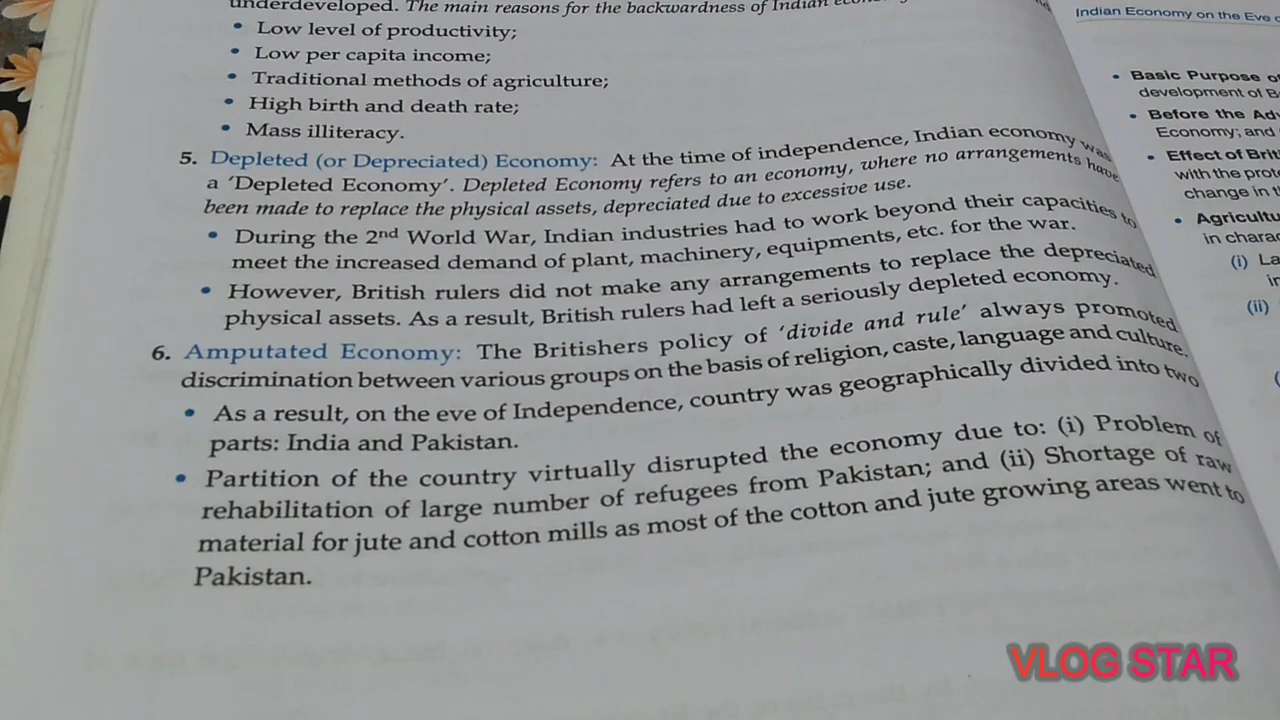 underdeveloped. The main reasons for the backwardness of Indian
• Low level of productivity;
• Low per capita income;
• Traditional methods of agriculture;
• High birth and death rate;
• Mass illiteracy.
5. Depleted (or Depreciated) Economy: At the time of independence, Indian economy was
a ‘Depleted Economy’. Depleted Economy refers to an economy, where no arrangements have
been made to replace the physical assets, depreciated due to excessive use.
• During the 2nd World War, Indian industries had to work beyond their capacities to
meet the increased demand of plant, machinery, equipments, etc. for the war.
• However, British rulers did not make any arrangements to replace the depreciated
physical assets. As a result, British rulers had left a seriously depleted economy.
6. Amputated Economy: The Britishers policy of ‘divide and rule’ always promoted
discrimination between various groups on the basis of religion, caste, language and culture.
• As a result, on the eve of Independence, country was geographically divided into two
parts: India and Pakistan.
• Partition of the country virtually disrupted the economy due to: (i) Problem of
rehabilitation of large number of refugees from Pakistan; and (ii) Shortage of raw
material for jute and cotton mills as most of the cotton and jute growing areas went to
Pakistan.
Indian Economy on the Eve
• Basic Purpose of
development of
• Before the
Economy; and
• Effect of
with the
change in
•
in
(i)
(ii)
VLOG STAR